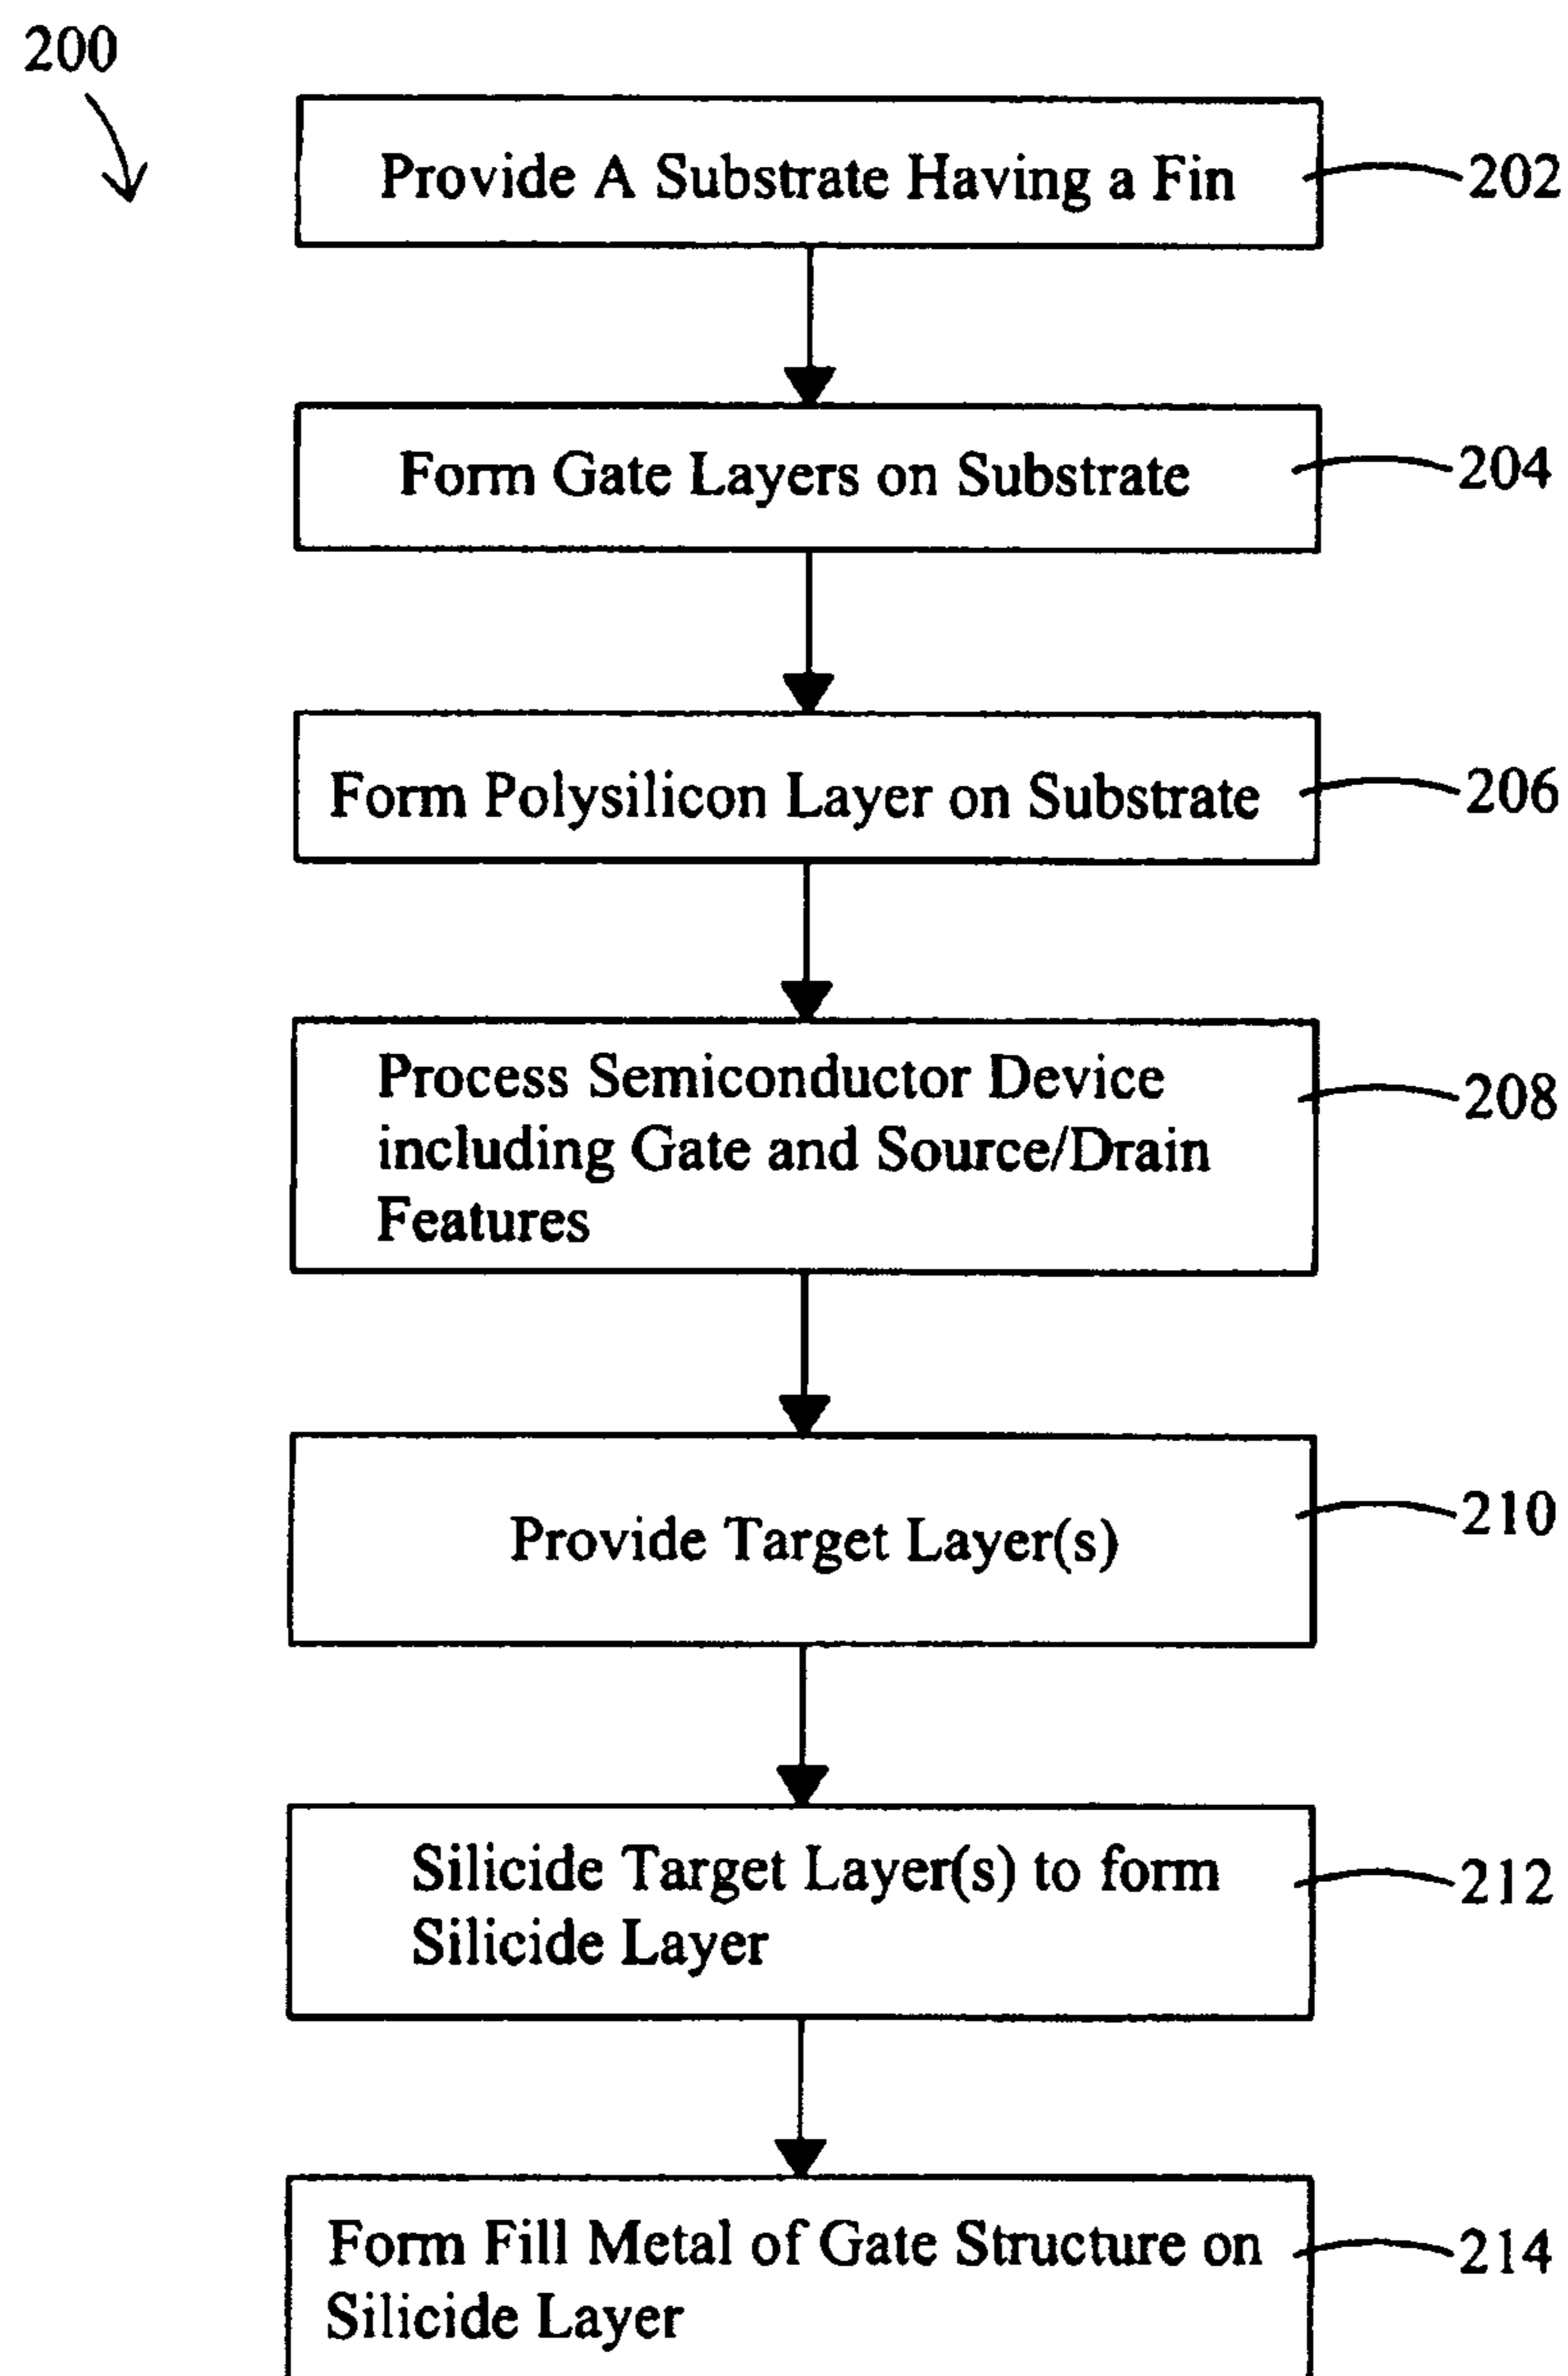 200
Provide A Substrate Having a Fin
202
Form Gate Layers on Substrate
204
Form Polysilicon Layer on Substrate
206
Process Semiconductor Device
including Gate and Source/Drain
Features
208
Provide Target Layer(s)
210
Silicide Target Layer(s) to form
Silicide Layer
212
Form Fill Metal of Gate Structure on
Silicide Layer
214